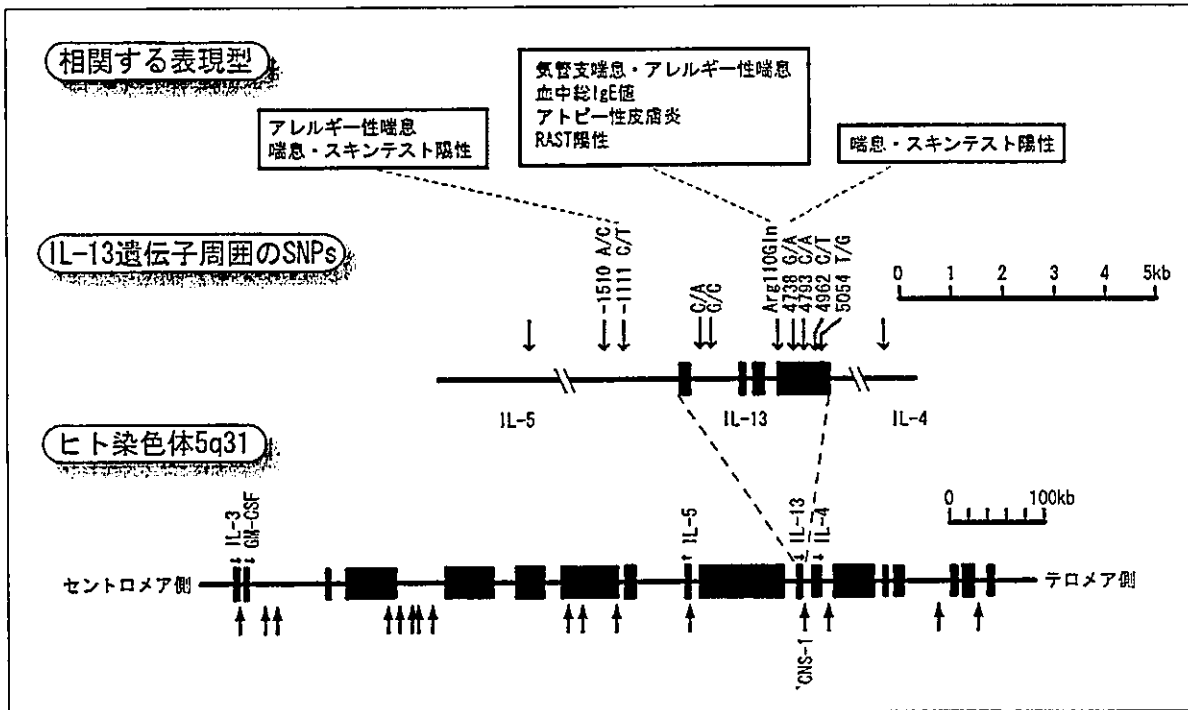 相関する表現型
アレルギー性喘息
喘息・スキンテスト陽性
気管支喘息・アレルギー性喘息
血中総IgE値
アトピー性皮膚炎
RAST陽性
喘息・スキンテスト陽性
IL-13遺伝子周囲のSNPs
-1510 A/C
-1111 C/T
C/A
G/C
Arg110Gln
4738 G/A
4793 C/A
4962 C/T
5054 T/G
0 1 2 3 4 5kb
IL-5
IL-13
IL-4
ヒト染色体5q31
0 100kb
IL-3
GM-CSF
IL-5
IL-13
IL-4
セントロメア側
テロメア側
CNS-1